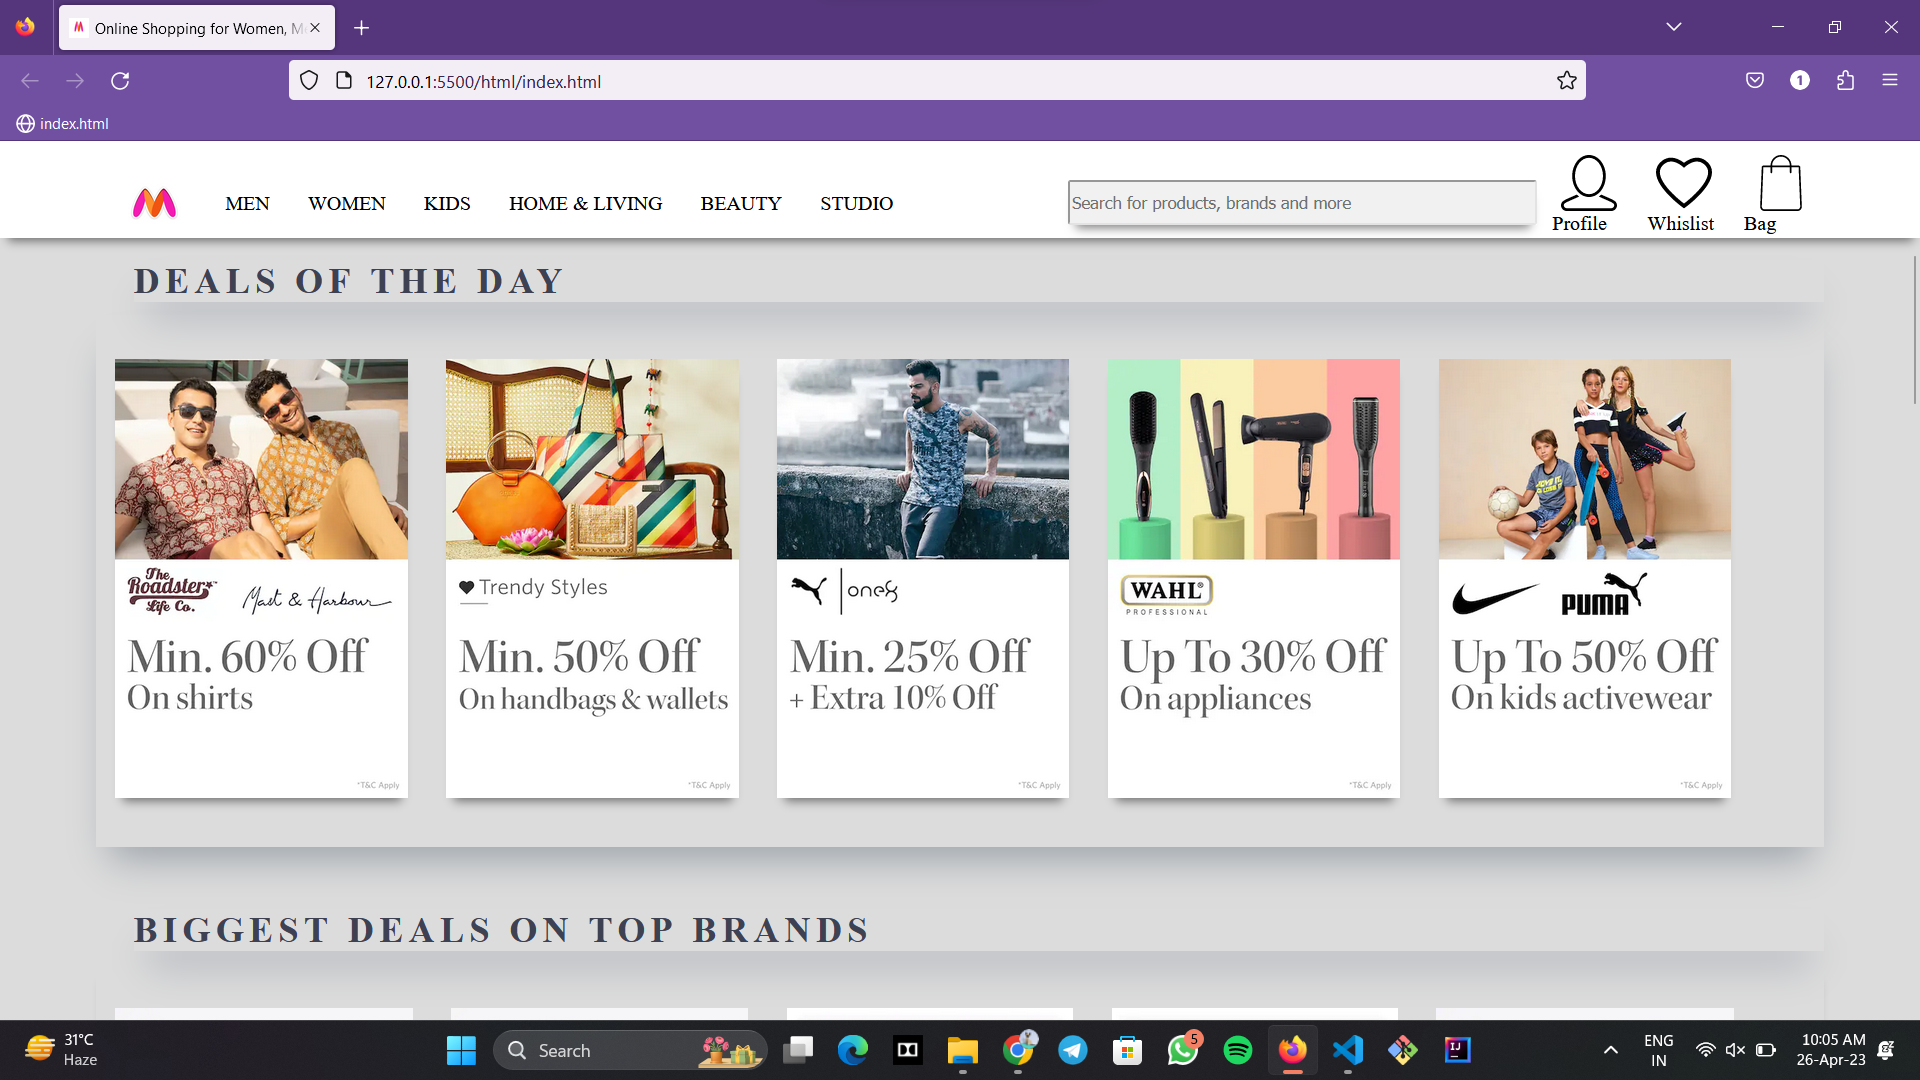 Online Shopping for Women, M
127.0.0.1:5500/html/index.html
1
index.html
MEN WOMEN KIDS HOME & LIVING BEAUTY STUDIO
Search for products, brands and more
Profile Whislist Bag
DEALS OF THE DAY
The
Roadster
Life Co.
Mast & Harbour
Min. 60% Off
On shirts
*T&C Apply
Trendy Styles
Min. 50% Off
On handbags & wallets
*T&C Apply
one8
Min. 25% Off
+ Extra 10% Off
*T&C Apply
WAHL®
PROFESSIONAL
Up To 30% Off
On appliances
*T&C Apply
PUMA
Up To 50% Off
On kids activewear
*T&C Apply
BIGGEST DEALS ON TOP BRANDS
31°C
Haze
Search
5
IJ
ENG
IN
10:05 AM
26-Apr-23